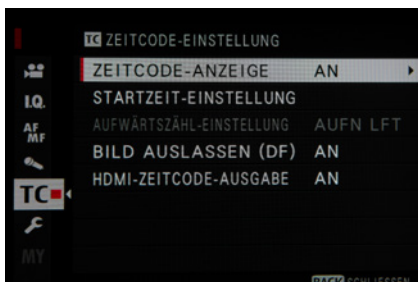 TC ZEITCODE-EINSTELLUNG
ZEITCODE-ANZEIGE AN
I.Q. STARTZEIT-EINSTELLUNG
AF MF AUFWÄRTSZÄHL-EINSTELLUNG AUFN LFT
BILD AUSLASSEN (DF) AN
TC HDMI-ZEITCODE-AUSGABE AN
MY
BACK SCHLIESSEN